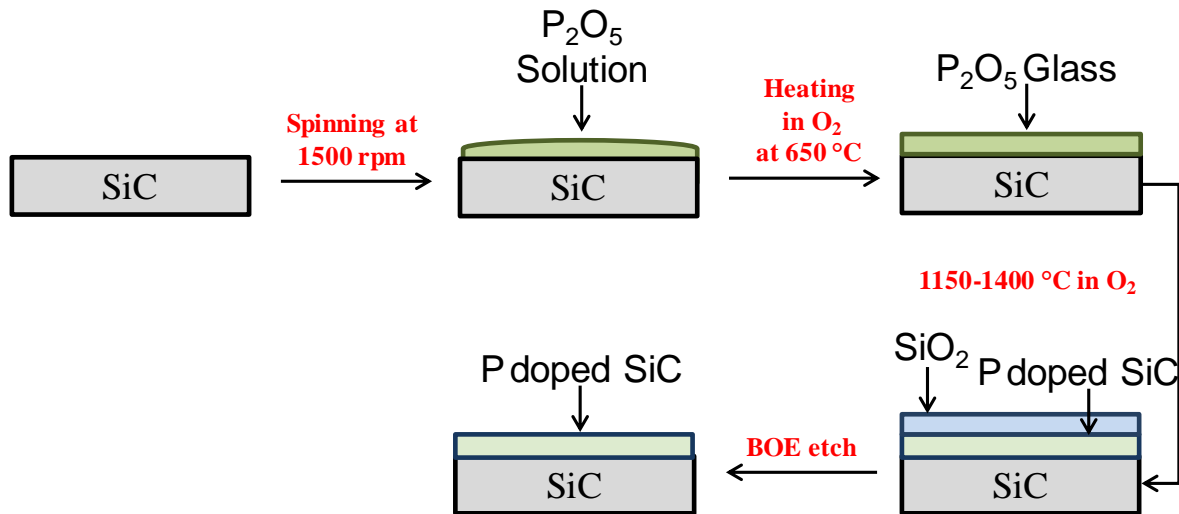 SiC
Spinning at
1500 rpm
P₂O₅
Solution
SiC
Heating
in O₂
at 650 °C
P₂O₅ Glass
SiC
1150-1400 °C in O₂
SiO₂
P doped SiC
SiC
BOE etch
P doped SiC
SiC